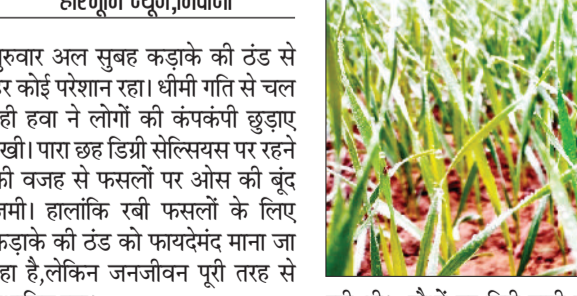 हरिभूमि न्यूज,भिवानी
गुरुवार अल सुबह कड़ाके की ठंड से
हर कोई परेशान रहा। धीमी गति से चल
रही हवा ने लोगों की कंपकंपी छुड़ाए
रखी। पारा छह डिग्री सेल्सियस पर रहने
की वजह से फसलों पर ओस की बूंद
जमी। हालांकि रबी फसलों के लिए
कड़ाके की ठंड को फायदेमंद माना जा
रहा है,लेकिन जनजीवन पूरी तरह से